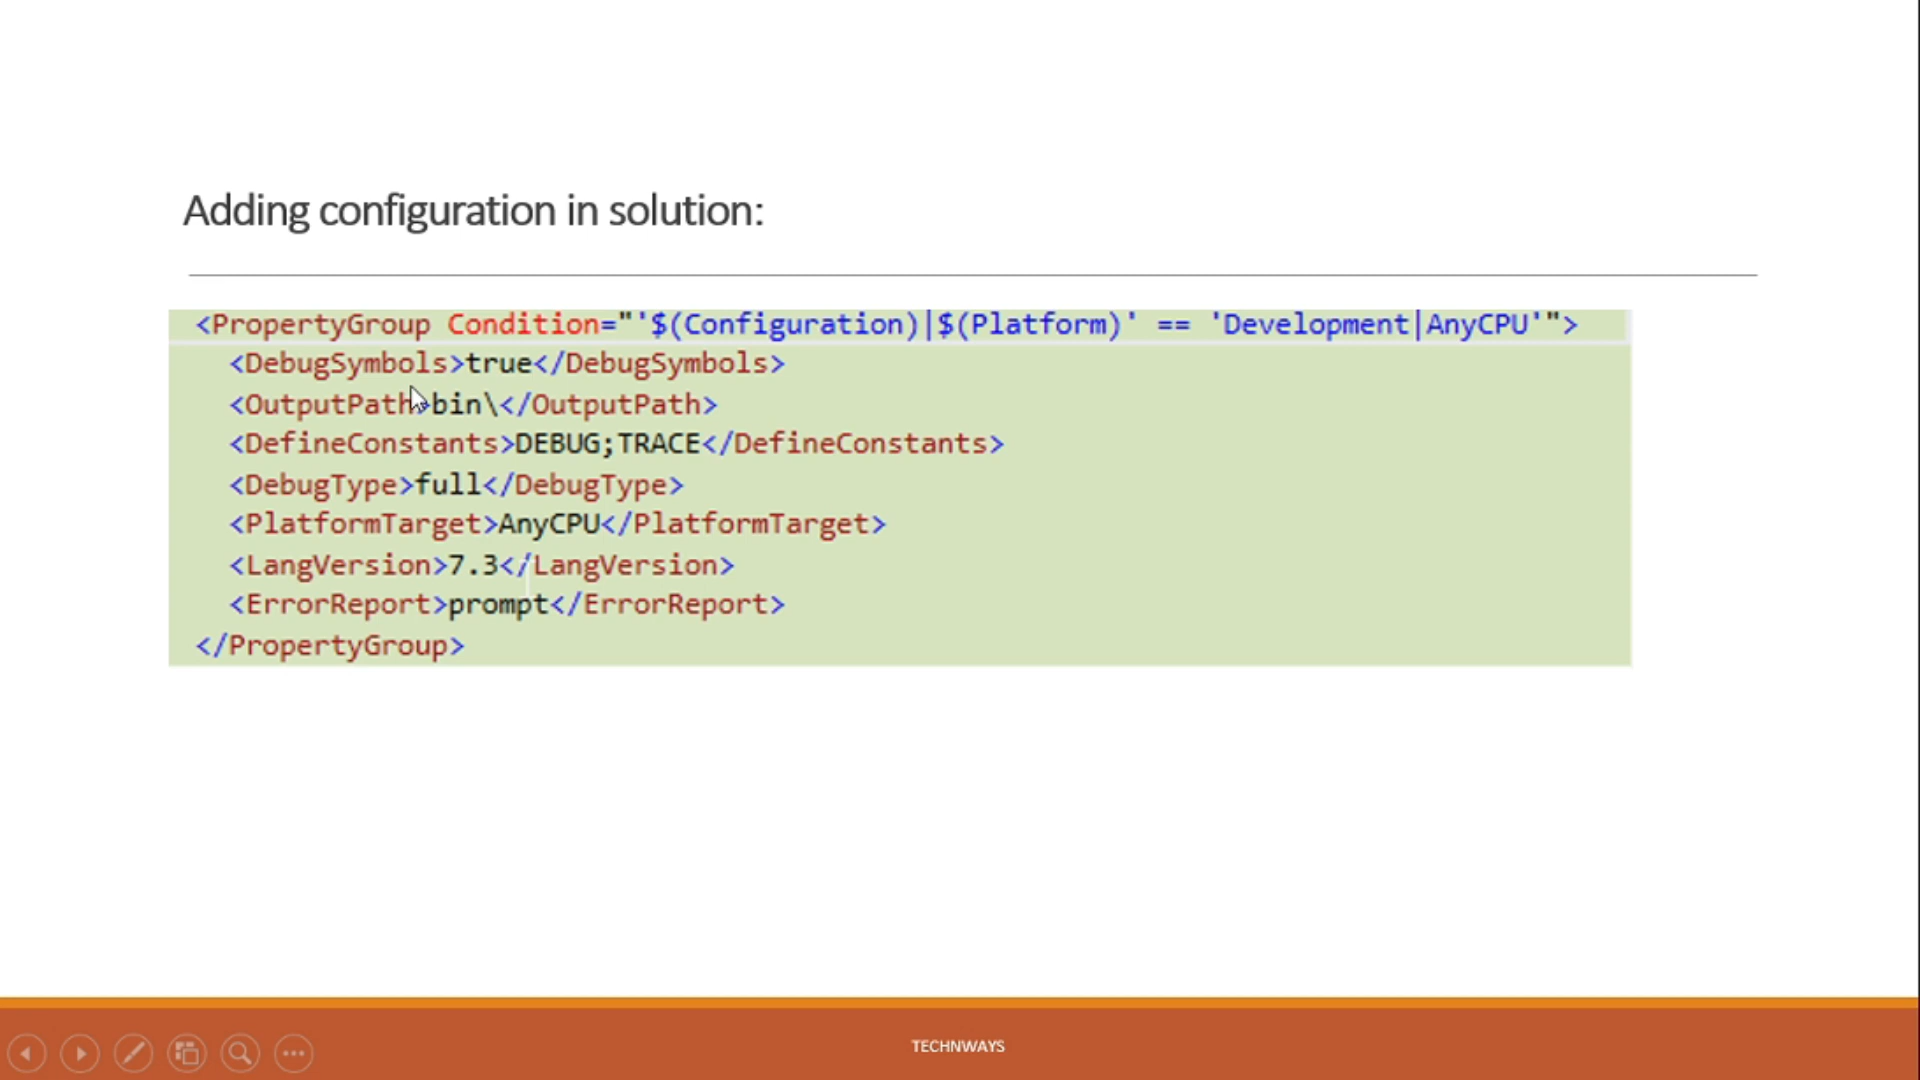 Adding configuration in solution:
<PropertyGroup Condition="'$(Configuration)|$(Platform)' == 'Development|AnyCPU'">
<DebugSymbols>true</DebugSymbols>
<OutputPath>bin\</OutputPath>
<DefineConstants>DEBUG;TRACE</DefineConstants>
<DebugType>full</DebugType>
<PlatformTarget>AnyCPU</PlatformTarget>
<LangVersion>7.3</LangVersion>
<ErrorReport>prompt</ErrorReport>
</PropertyGroup>
TECHNWAYS